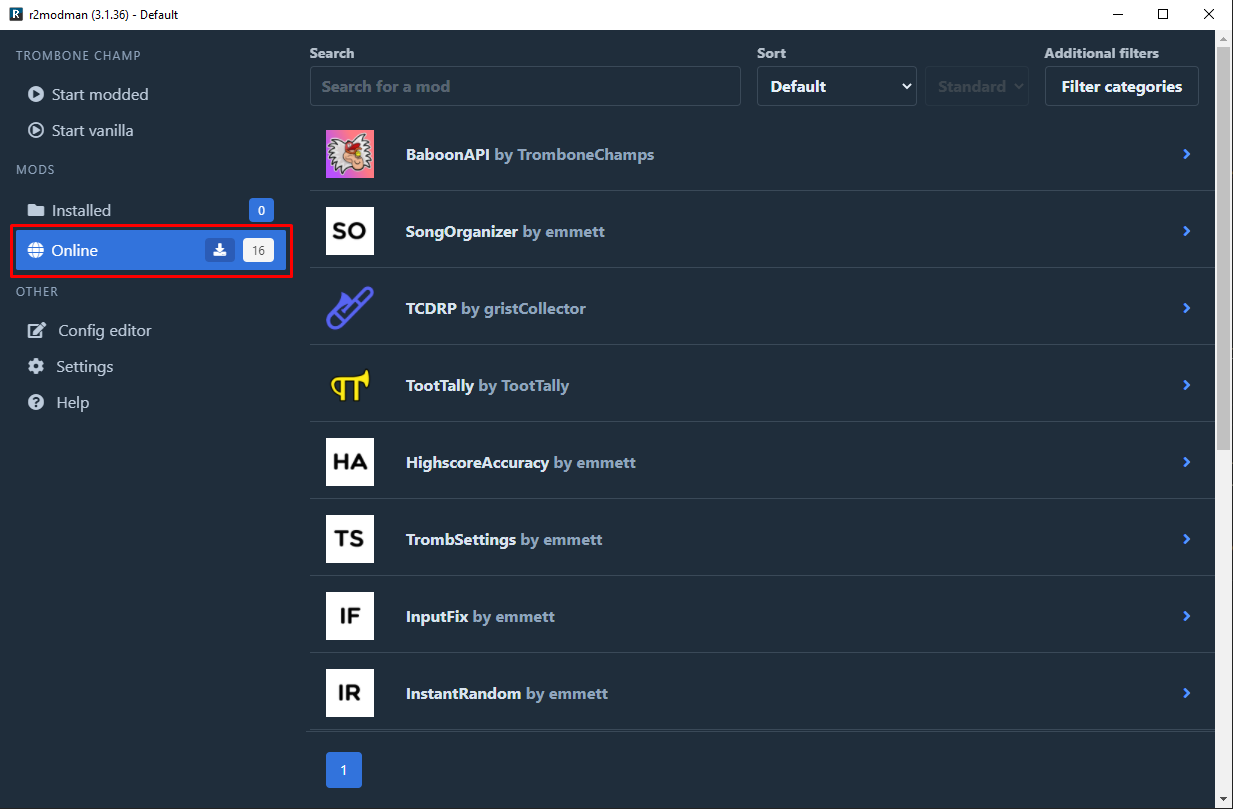 r2modman (3.1.36) - Default
TROMBONE CHAMP
Start modded
Start vanilla
MODS
Installed 0
Online 16
OTHER
Config editor
Settings
Help
Search
Search for a mod
Sort
Default
Standard
Additional filters
Filter categories
BaboonAPI by TromboneChamps
SO
SongOrganizer by emmett
TCDRP by gristCollector
TootTally by TootTally
HA
HighscoreAccuracy by emmett
TS
TrombSettings by emmett
IF
InputFix by emmett
IR
InstantRandom by emmett
1